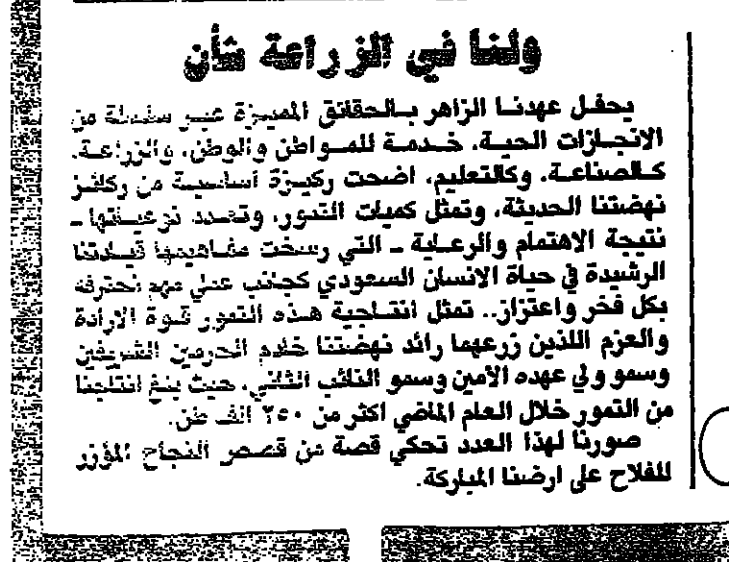 ولنا في الزراعة شأن
يحفل عهدنا الزاهر بالحقائق المميزة عبر سلسلة من
الانجازات الحية، خدمة للمواطن والوطن، والزراعة،
كالصناعة، وكالتعليم، اضحت ركيزة أساسية من ركائز
نهضتنا الحديثة، وتمثل كميات التمور، وتعدد نوعياتها ـ
نتيجة الاهتمام والرعاية ـ التي رسخت مفاهيمها قيادتنا
الرشيدة في حياة الانسان السعودي كجانب عملي مهم نحترفه
بكل فخر واعتزاز.. تمثل انتاجية هذه التمور قوة الارادة
والعزم اللذين زرعهما رائد نهضتنا خادم الحرمين الشريفين
وسمو ولي عهده الأمين وسمو النائب الثاني، حيث بلغ انتاجنا
من التمور خلال العام الماضي اكثر من ٢٥٠ الف طن.
صورنا لهذا العدد تحكي قصة من قصص النجاح المؤزر
للفلاح على ارضنا المباركة.